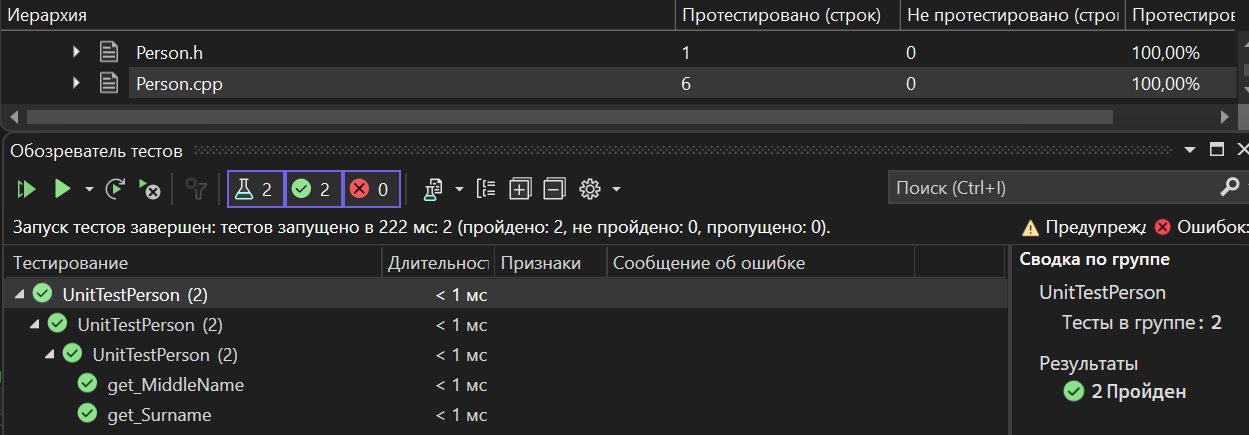 Иерархия Протестировано (строк) Не протестировано (строк Протестиров
Person.h 1 0 100,00%
Person.cpp 6 0 100,00%
Обозреватель тестов
2 2 0 Поиск (Ctrl+I)
Запуск тестов завершен: тестов запущено в 222 мс: 2 (пройдено: 2, не пройдено: 0, пропущено: 0). Предупрежд Ошибок:
Тестирование Длительност Признаки Сообщение об ошибке Сводка по группе
UnitTestPerson (2) < 1 мс UnitTestPerson
UnitTestPerson (2) < 1 мс Тесты в группе: 2
UnitTestPerson (2) < 1 мс Результаты
get_MiddleName < 1 мс 2 Пройден
get_Surname < 1 мс